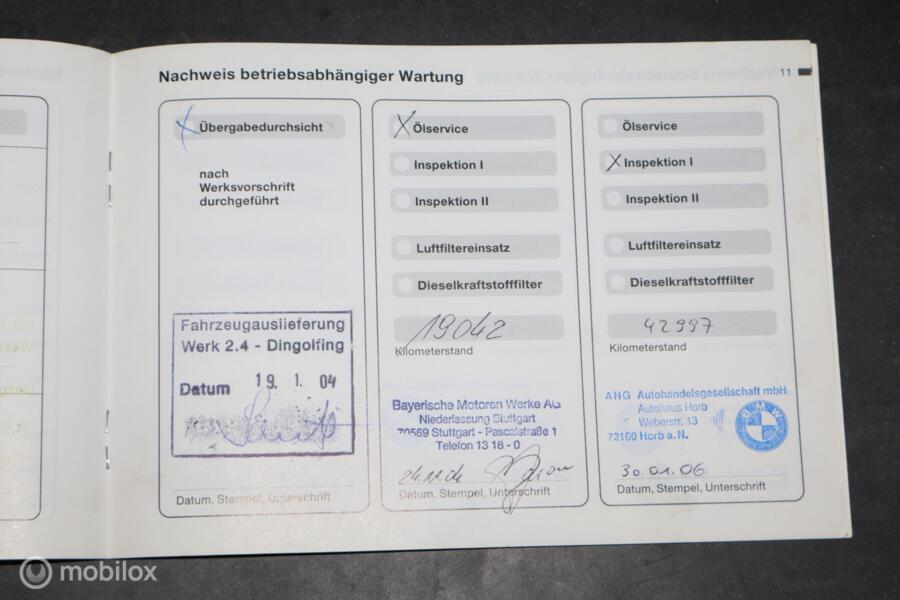 Nachweis betriebsabhängiger Wartung
11
X Übergabedurchsicht
nach
Werksvorschrift
durchgeführt
Fahrzeugauslieferung
Werk 2.4 - Dingolfing
Datum 19. 1. 04
Datum, Stempel, Unterschrift
X Ölservice
Inspektion I
Inspektion II
Luftfiltereinsatz
Dieselkraftstofffilter
19042
Kilometerstand
Bayerische Motoren Werke AG
Niederlassung Stuttgart
70569 Stuttgart - Pascalstraße 1
Telefon 13 18 - 0
24.11.04
Datum, Stempel, Unterschrift
Ölservice
X Inspektion I
Inspektion II
Luftfiltereinsatz
Dieselkraftstofffilter
42997
Kilometerstand
AHG Autohandelsgesellschaft mbH
Autohaus Horb
Weberstr. 13
72160 Horb a.N.
BMW
30.01.06
Datum, Stempel, Unterschrift
mobilox